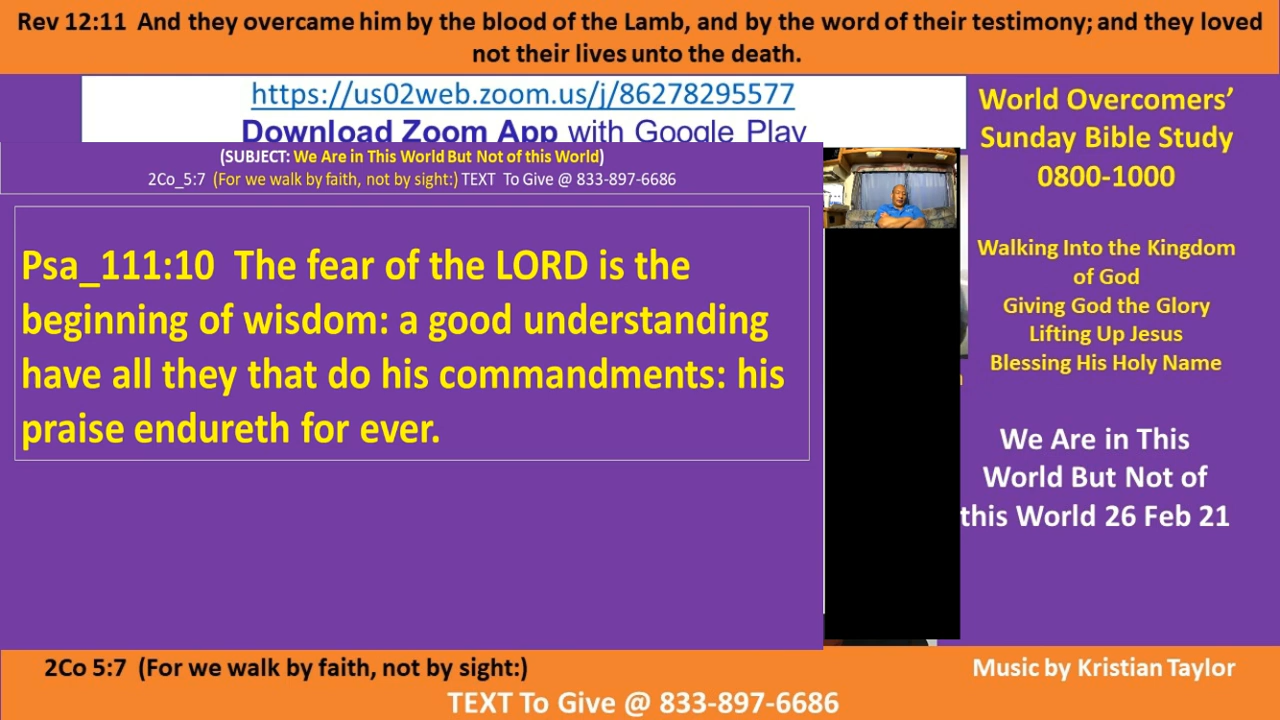 Rev 12:11  And they overcame him by the blood of the Lamb, and by the word of their testimony; and they loved
not their lives unto the death.
https://us02web.zoom.us/j/86278295577
Download Zoom App with Google Play
(SUBJECT: We Are in This World But Not of this World)
2Co_5:7  (For we walk by faith, not by sight:) TEXT  To Give @ 833-897-6686
Psa_111:10  The fear of the LORD is the
beginning of wisdom: a good understanding
have all they that do his commandments: his
praise endureth for ever.
World Overcomers’
Sunday Bible Study
0800-1000
Walking Into the Kingdom
of God
Giving God the Glory
Lifting Up Jesus
Blessing His Holy Name
We Are in This
World But Not of
this World 26 Feb 21
2Co 5:7  (For we walk by faith, not by sight:)
Music by Kristian Taylor
TEXT To Give @ 833-897-6686